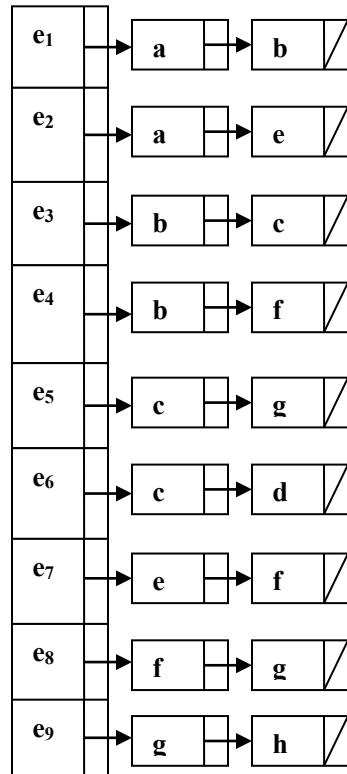 e₁ a b
e₂ a e
e₃ b c
e₄ b f
e₅ c g
e₆ c d
e₇ e f
e₈ f g
e₉ g h